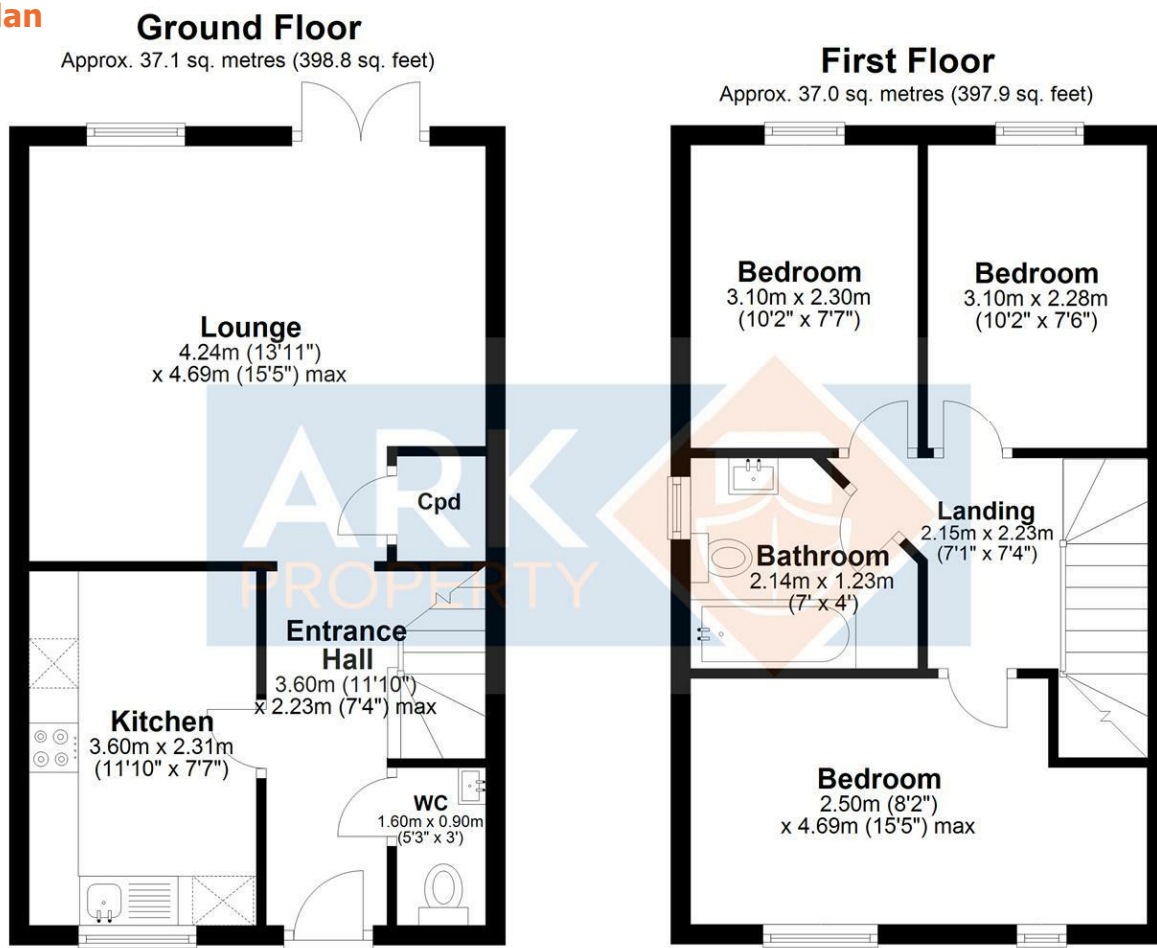 lan
Ground Floor
Approx. 37.1 sq. metres (398.8 sq. feet)
Lounge
4.24m (13'11")
x 4.69m (15'5") max
Cpd
Entrance
Hall
3.60m (11'10")
x 2.23m (7'4") max
Kitchen
3.60m x 2.31m
(11'10" x 7'7")
WC
1.60m x 0.90m
(5'3" x 3')
First Floor
Approx. 37.0 sq. metres (397.9 sq. feet)
Bedroom
3.10m x 2.30m
(10'2" x 7'7")
Bedroom
3.10m x 2.28m
(10'2" x 7'6")
Landing
2.15m x 2.23m
(7'1" x 7'4")
Bathroom
2.14m x 1.23m
(7' x 4')
Bedroom
2.50m (8'2")
x 4.69m (15'5") max
ARK
PROPERTY